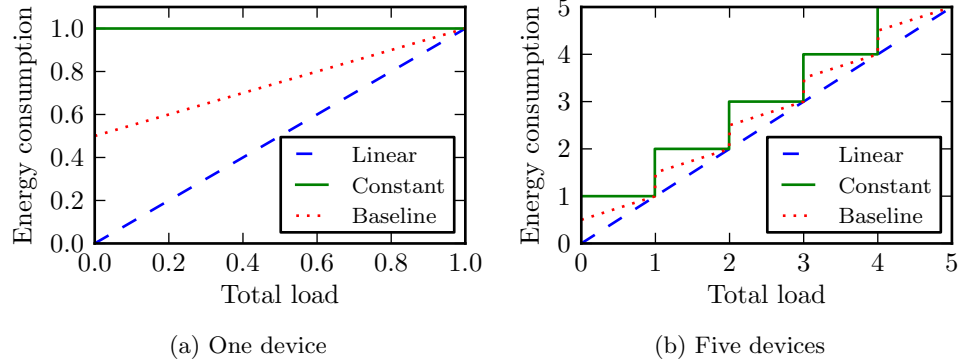 Energy consumption
1.0
0.8
0.6
0.4
0.2
0.0
0.0 0.2 0.4 0.6 0.8 1.0
Total load
Linear
Constant
Baseline
(a) One device
Energy consumption
5
4
3
2
1
0
0 1 2 3 4 5
Total load
Linear
Constant
Baseline
(b) Five devices